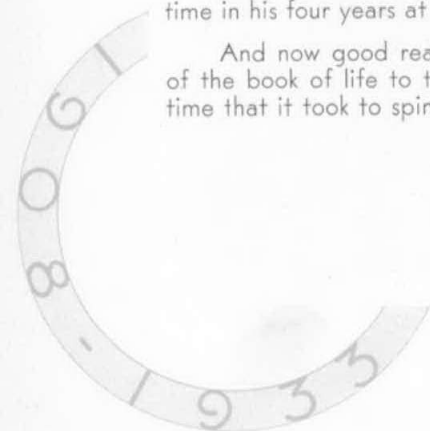 time in his four years at
And now good rea
of the book of life to t
time that it took to spin
1908-1933